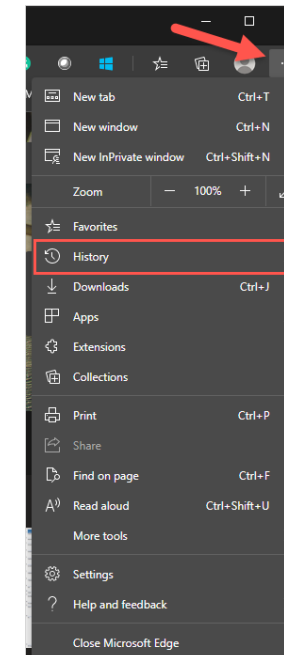 New tab Ctrl+T
New window Ctrl+N
New InPrivate window Ctrl+Shift+N
Zoom — 100% +
Favorites
History
Downloads Ctrl+J
Apps
Extensions
Collections
Print Ctrl+P
Share
Find on page Ctrl+F
Read aloud Ctrl+Shift+U
More tools
Settings
Help and feedback
Close Microsoft Edge